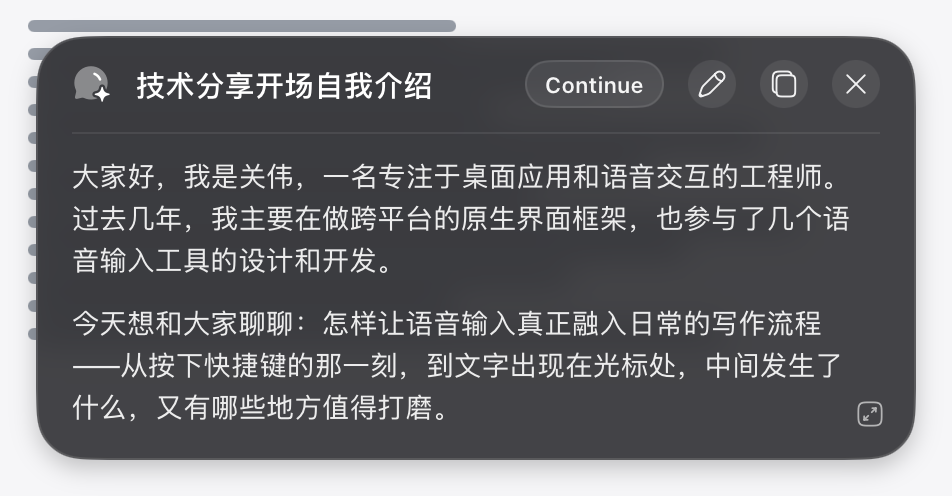 技术分享开场自我介绍
Continue
大家好，我是关伟，一名专注于桌面应用和语音交互的工程师。
过去几年，我主要在做跨平台的原生界面框架，也参与了几个语
音输入工具的设计和开发。
今天想和大家聊聊：怎样让语音输入真正融入日常的写作流程
——从按下快捷键的那一刻，到文字出现在光标处，中间发生了
什么，又有哪些地方值得打磨。